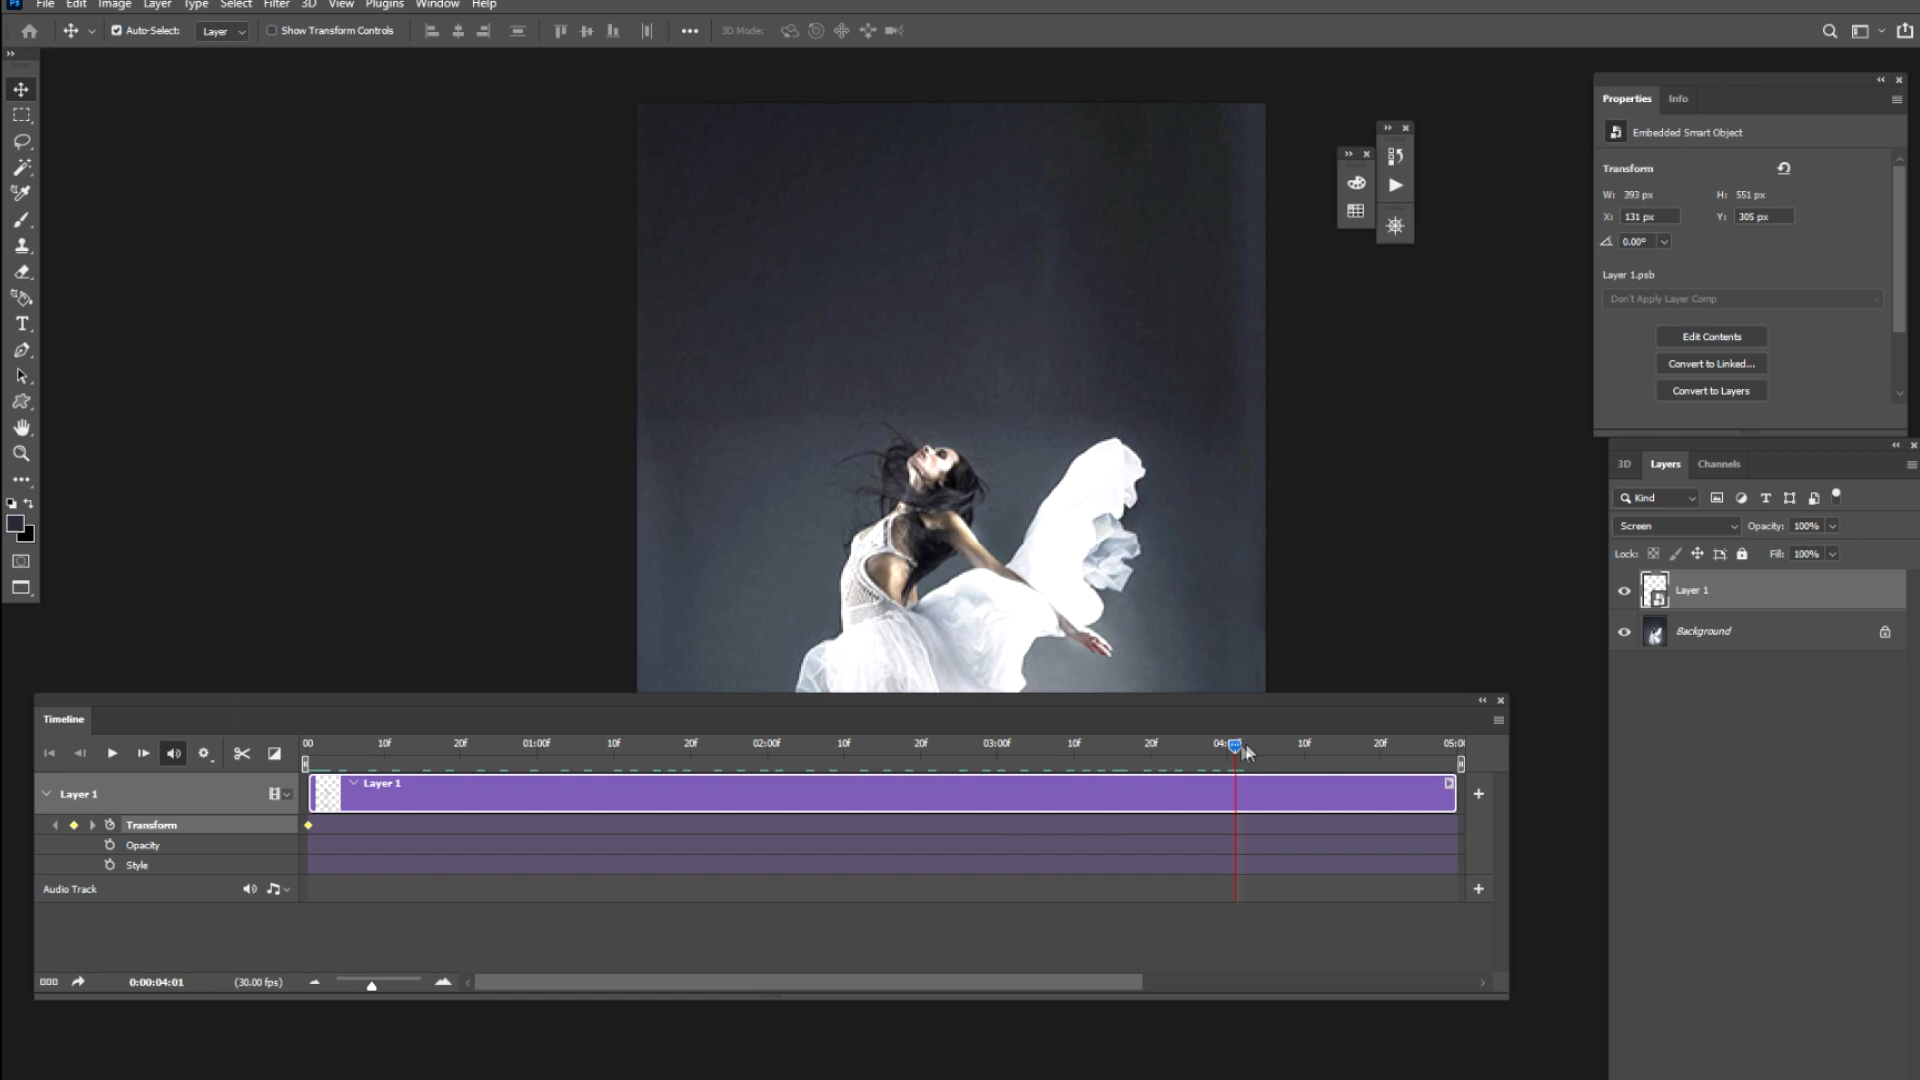 Ps File Edit Image Layer Type Select Filter 3D View Plugins Window Help
Auto-Select: Layer Show Transform Controls 3D Mode:
Properties Info
Embedded Smart Object
Transform
W: 393 px H: 551 px
X: 131 px Y: 305 px
0.00°
Layer 1.psb
Don't Apply Layer Comp
Edit Contents
Convert to Linked...
Convert to Layers
3D Layers Channels
Kind
Screen Opacity: 100%
Lock: Fill: 100%
Layer 1
Background
Timeline
00 10f 20f 01:00f 10f 20f 02:00f 10f 20f 03:00f 10f 20f 10f 20f
Layer 1 Layer 1
Transform
Opacity
Style
Audio Track
0:00:04:01 (30.00 fps)